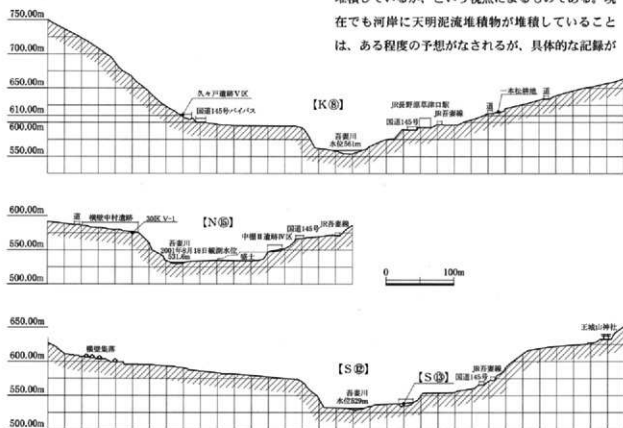 堆積しているか、という視点によるものである。現
在でも河岸に天明泥流堆積物が堆積していること
は、ある程度の予想がなされるが、具体的な記録が
750.00m
700.00m
650.00m
610.00m
600.00m
550.00m
久々戸遺跡Ⅴ区
国道145号バイパス
【K⑧】
吾妻川
水位561m
国道145号
JR長野原草津口駅
JR吾妻線
道
水仙耕地
道
600.00m
550.00m
500.00m
道
横壁中村遺跡
【N⑮】
吾妻川
2001年8月18日観測水位
531.6m
盛土
中棚Ⅱ遺跡Ⅳ区
国道145号
JR吾妻線
0 100m
650.00m
600.00m
550.00m
500.00m
横壁集落
【S⑫】
吾妻川
水位529m
【S⑬】
国道145号
JR吾妻線
王城山神社